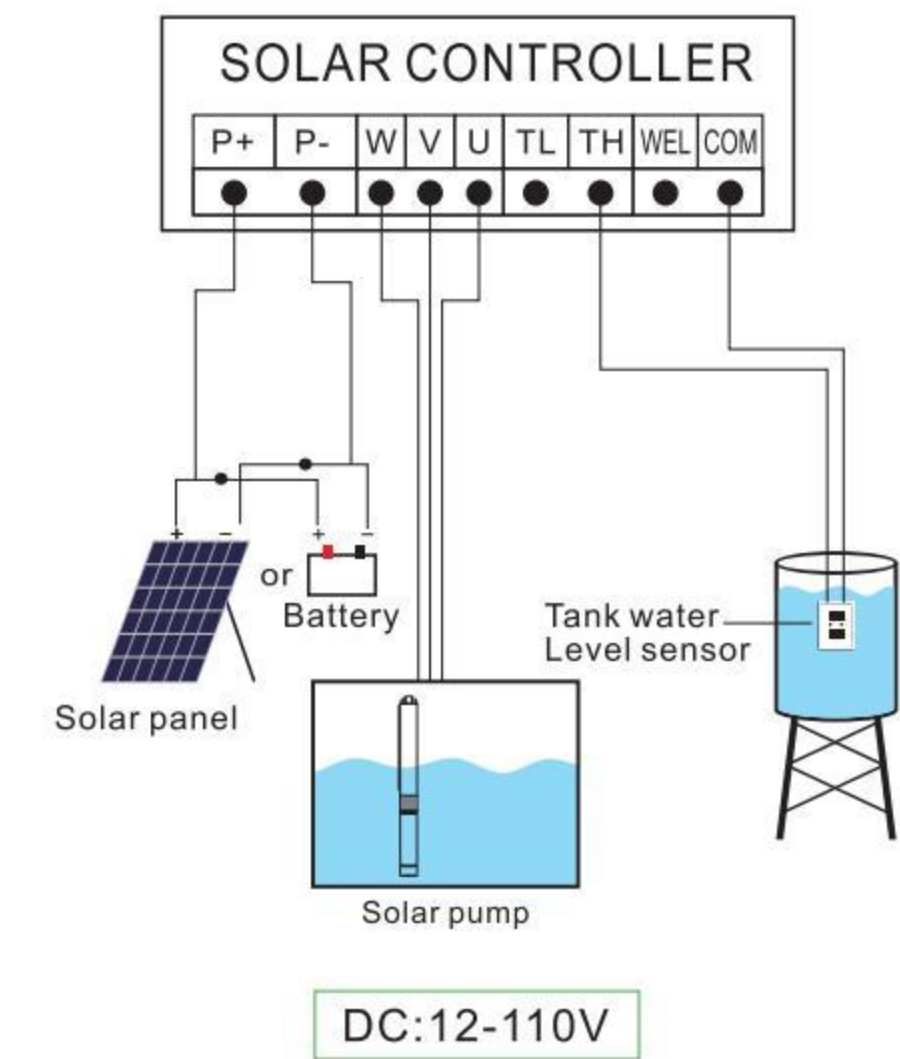 SOLAR CONTROLLER
P+ P- W V U TL TH WEL COM
+ - + -
or
Battery
Tank water
Level sensor
Solar panel
Solar pump
DC:12-110V